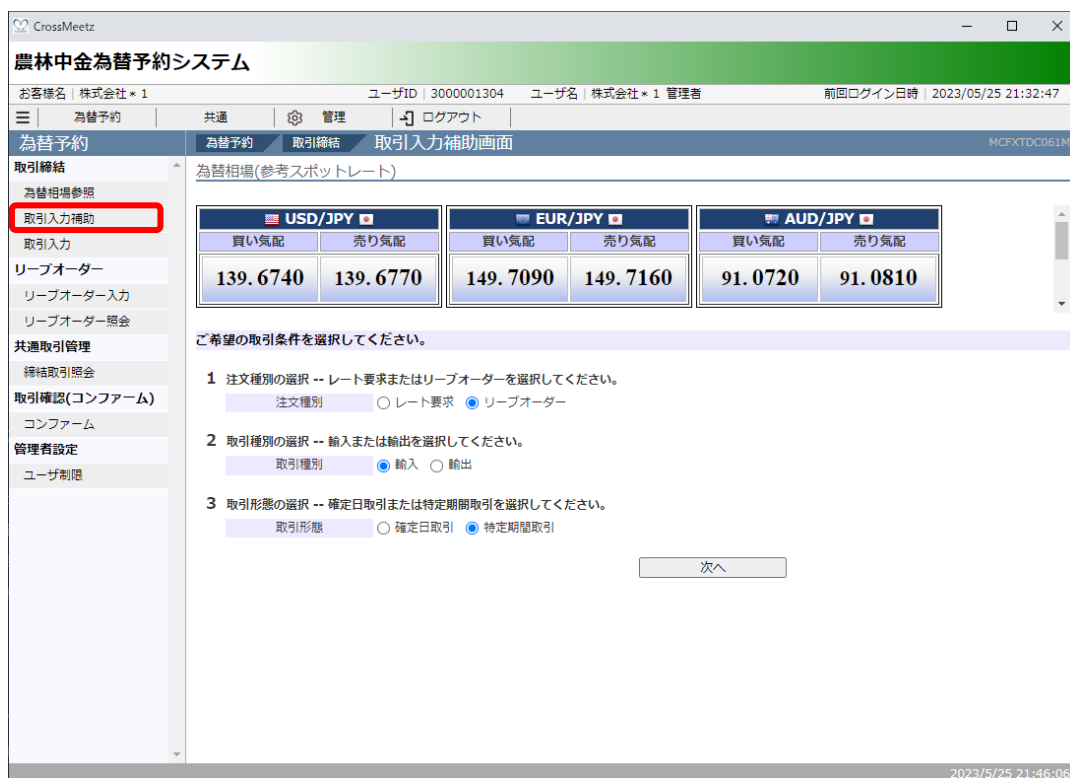 CrossMeetz
農林中金為替予約システム
お客様名 | 株式会社*1 ユーザID | 3000001304 ユーザ名 | 株式会社*1 管理者 前回ログイン日時 | 2023/05/25 21:32:47
為替予約 共通 管理 ログアウト
為替予約 為替予約 取引締結 取引入力補助画面 MCFXTDC061M
取引締結
為替相場参照
取引入力補助
取引入力
リーブオーダー
リーブオーダー入力
リーブオーダー照会
共通取引管理
締結取引照会
取引確認(コンファーム)
コンファーム
管理者設定
ユーザ制限
為替相場(参考スポットレート)
USD/JPY EUR/JPY AUD/JPY
買い気配 売り気配 買い気配 売り気配 買い気配 売り気配
139.6740 139.6770 149.7090 149.7160 91.0720 91.0810
ご希望の取引条件を選択してください。
1 注文種別の選択 -- レート要求またはリーブオーダーを選択してください。
注文種別 レート要求 リーブオーダー
2 取引種別の選択 -- 輸入または輸出を選択してください。
取引種別 輸入 輸出
3 取引形態の選択 -- 確定日取引または特定期間取引を選択してください。
取引形態 確定日取引 特定期間取引
次へ
2023/5/25 21:46:06